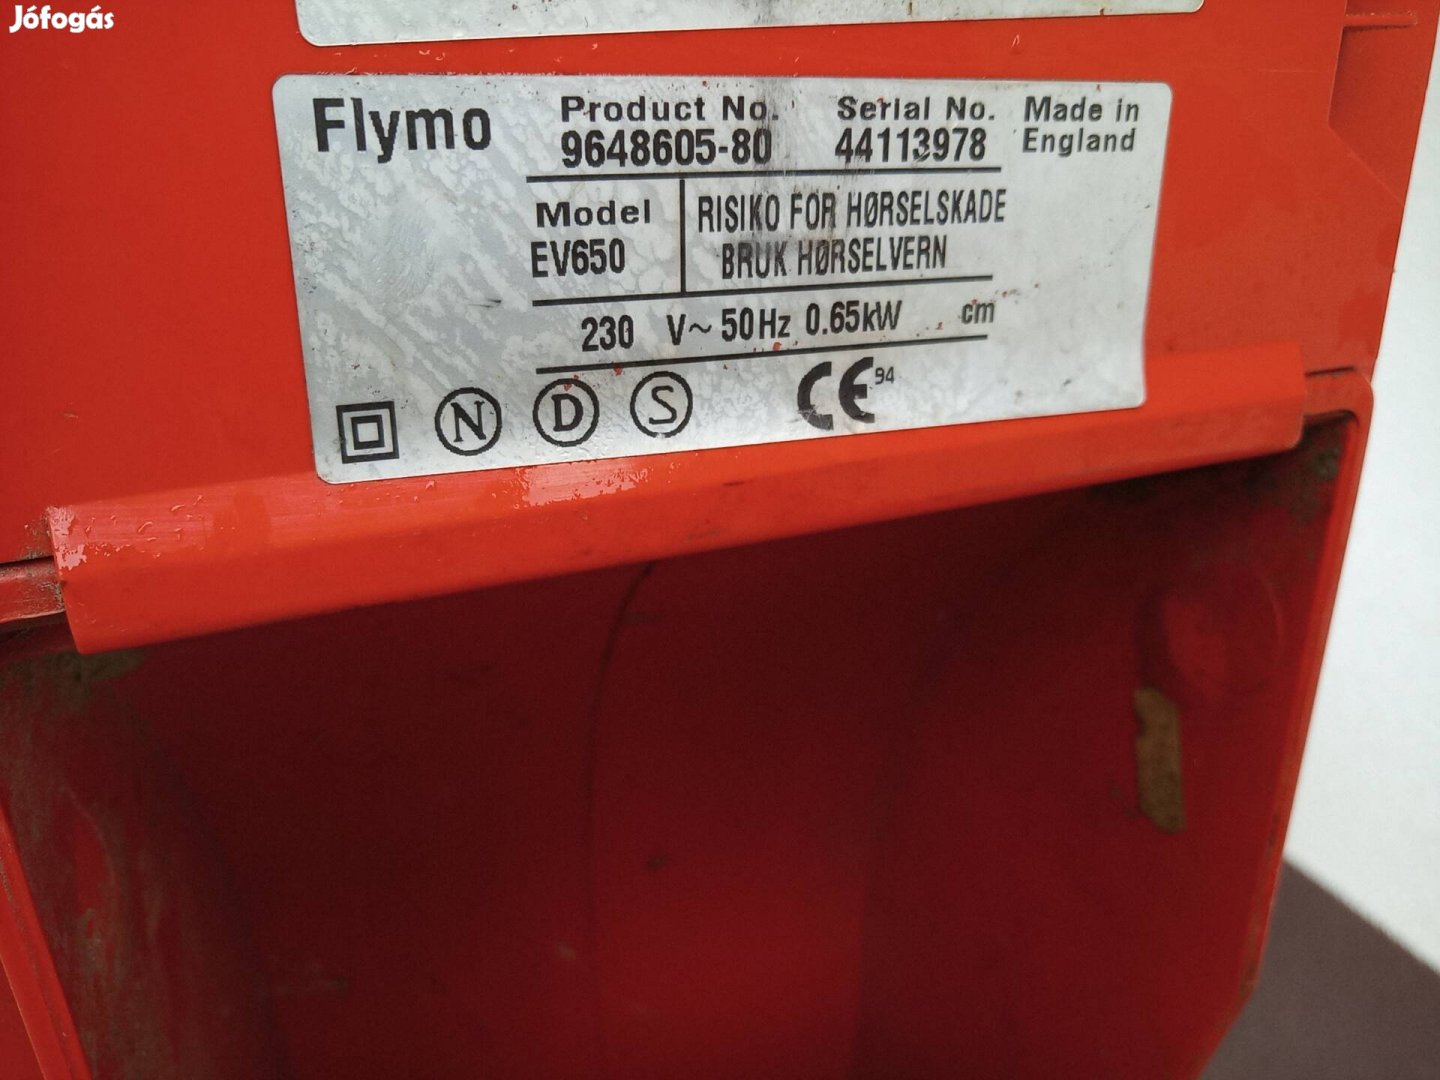 Jófogás
Flymo
Product No.
9648605-80
Serial No.
44113978
Made in
England
Model
EV650
RISIKO FOR HØRSELSKADE
BRUK HØRSELVERN
230 V~ 50Hz 0.65kW cm
N D S CE 94